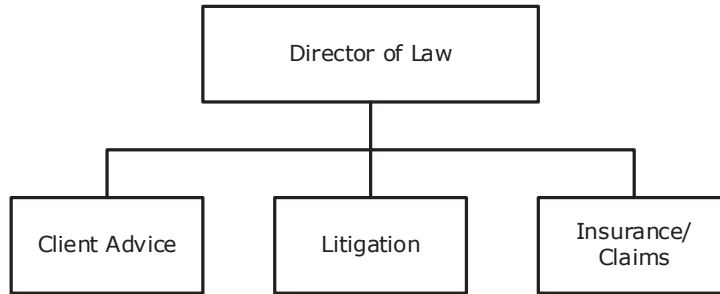 Director of Law
Client Advice
Litigation
Insurance/
Claims